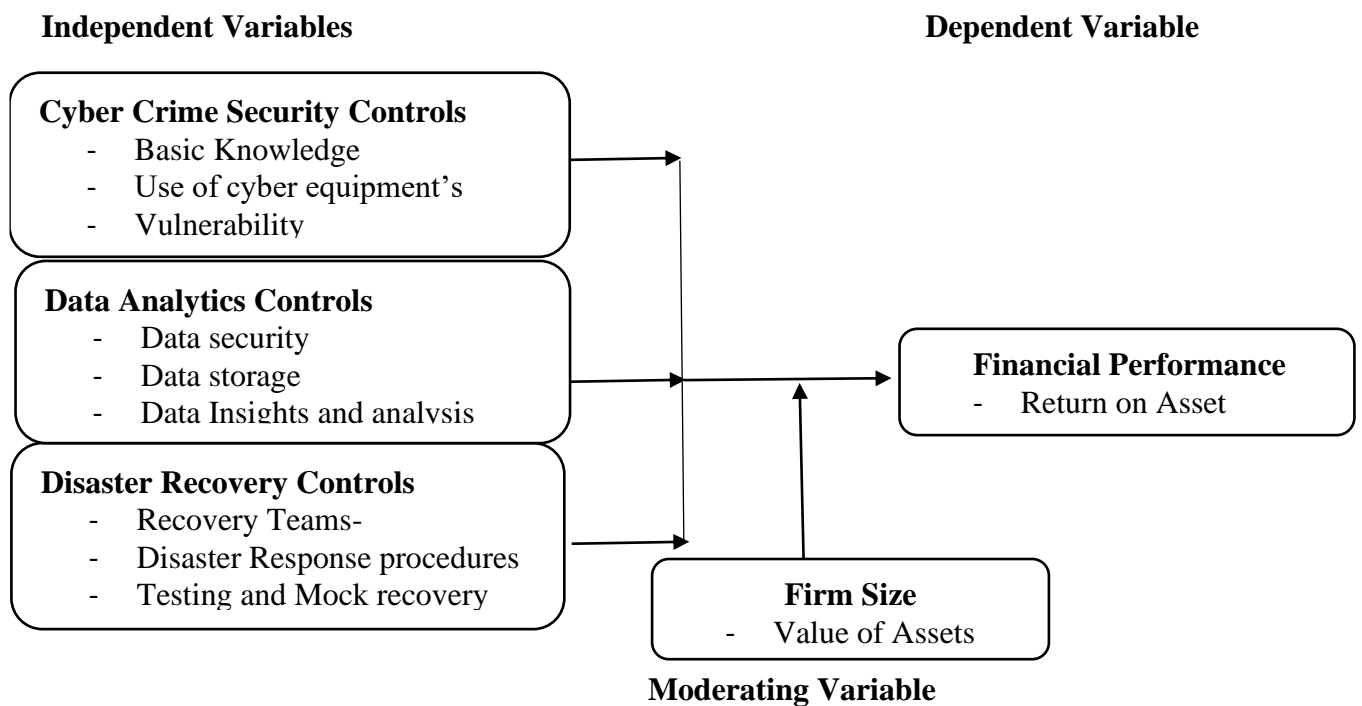 Independent Variables
Dependent Variable
Cyber Crime Security Controls
- Basic Knowledge
- Use of cyber equipment’s
- Vulnerability
Data Analytics Controls
- Data security
- Data storage
- Data Insights and analysis
Disaster Recovery Controls
- Recovery Teams-
- Disaster Response procedures
- Testing and Mock recovery
Financial Performance
- Return on Asset
Firm Size
- Value of Assets
Moderating Variable